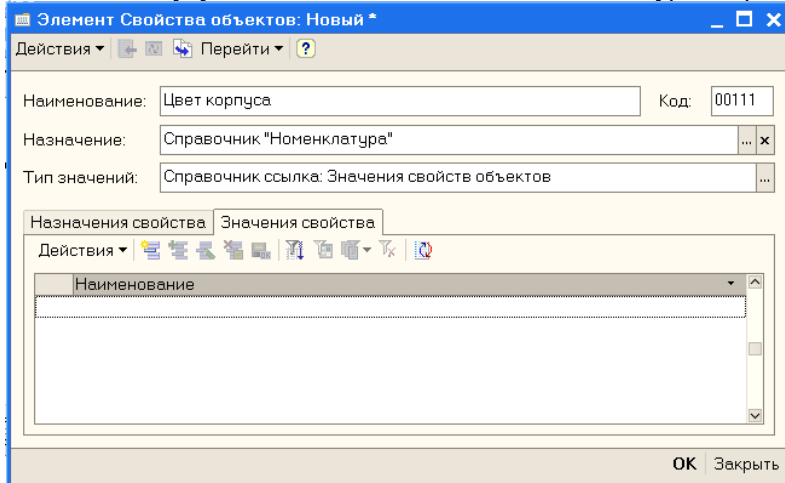 Элемент Свойства объектов: Новый *
Действия Перейти ?
Наименование: Цвет корпуса Код: 00111
Назначение: Справочник "Номенклатура" ... x
Тип значений: Справочник ссылка: Значения свойств объектов ...
Назначения свойства Значения свойства
Действия
Наименование
OK Закрыть